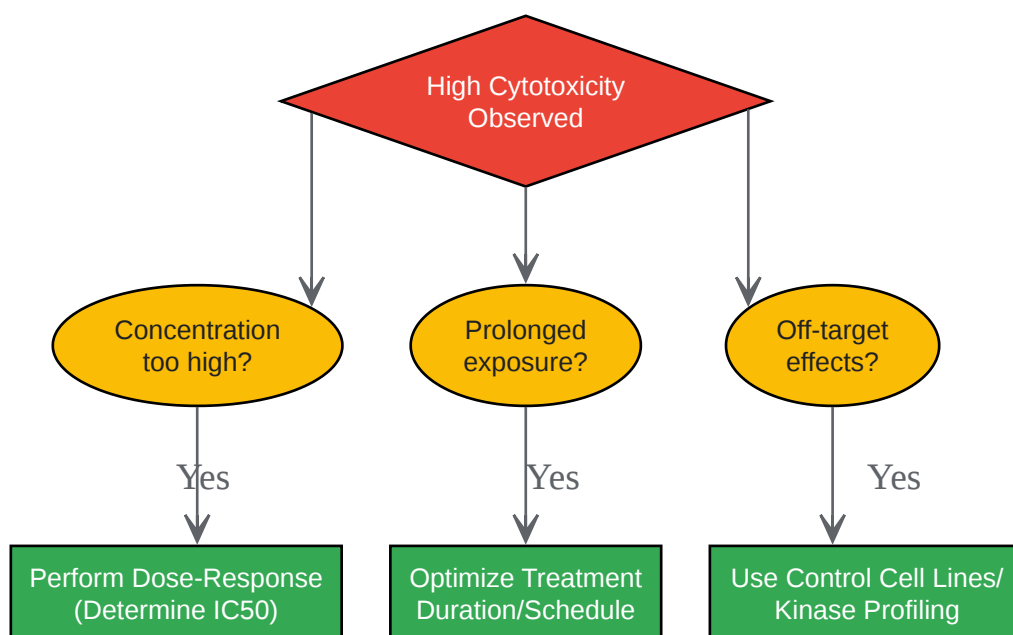 High Cytotoxicity
Observed
Concentration
too high?
Prolonged
exposure?
Off-target
effects?
Yes
Yes
Yes
Perform Dose-Response
(Determine IC50)
Optimize Treatment
Duration/Schedule
Use Control Cell Lines/
Kinase Profiling